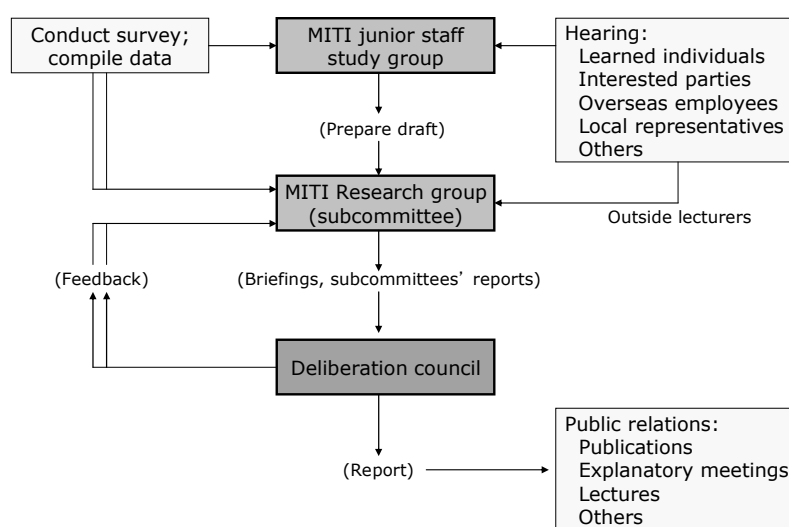 Conduct survey;
compile data
MITI junior staff
study group
Hearing:
Learned individuals
Interested parties
Overseas employees
Local representatives
Others
(Prepare draft)
MITI Research group
(subcommittee)
Outside lecturers
(Feedback)
(Briefings, subcommittees’ reports)
Deliberation council
(Report)
Public relations:
Publications
Explanatory meetings
Lectures
Others